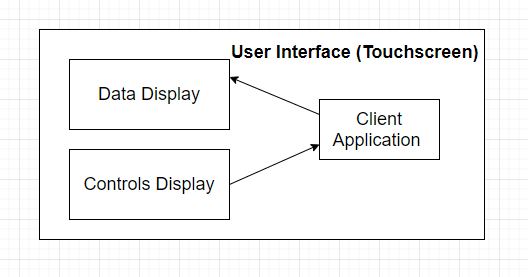 User Interface (Touchscreen)
Data Display
Client
Application
Controls Display